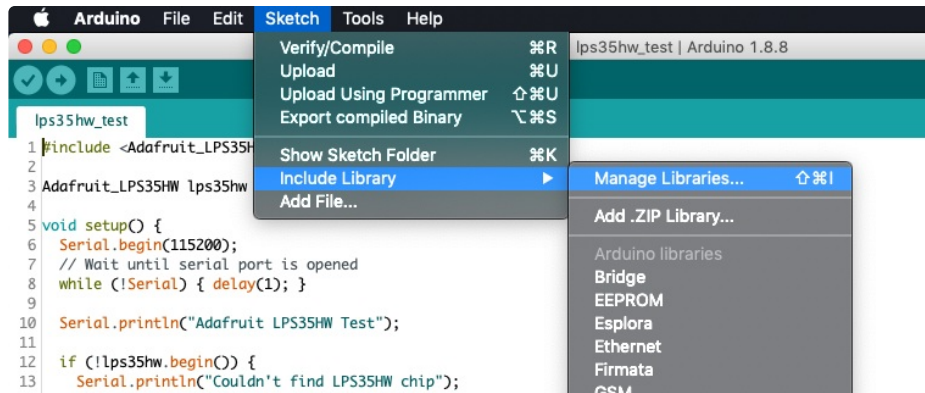 Arduino File Edit Sketch Tools Help
lps35hw_test | Arduino 1.8.8
Verify/Compile ⌘R
Upload ⌘U
Upload Using Programmer ⇧⌘U
Export compiled Binary ⌥⌘S
Show Sketch Folder ⌘K
Include Library ▶
Add File...
Manage Libraries... ⇧⌘I
Add .ZIP Library...
Arduino libraries
Bridge
EEPROM
Esplora
Ethernet
Firmata
GSM
lps35hw_test
1 #include <Adafruit_LPS35H
2
3 Adafruit_LPS35HW lps35hw
4
5 void setup() {
6 Serial.begin(115200);
7 // Wait until serial port is opened
8 while (!Serial) { delay(1); }
9
10 Serial.println("Adafruit LPS35HW Test");
11
12 if (!lps35hw.begin()) {
13 Serial.println("Couldn't find LPS35HW chip");